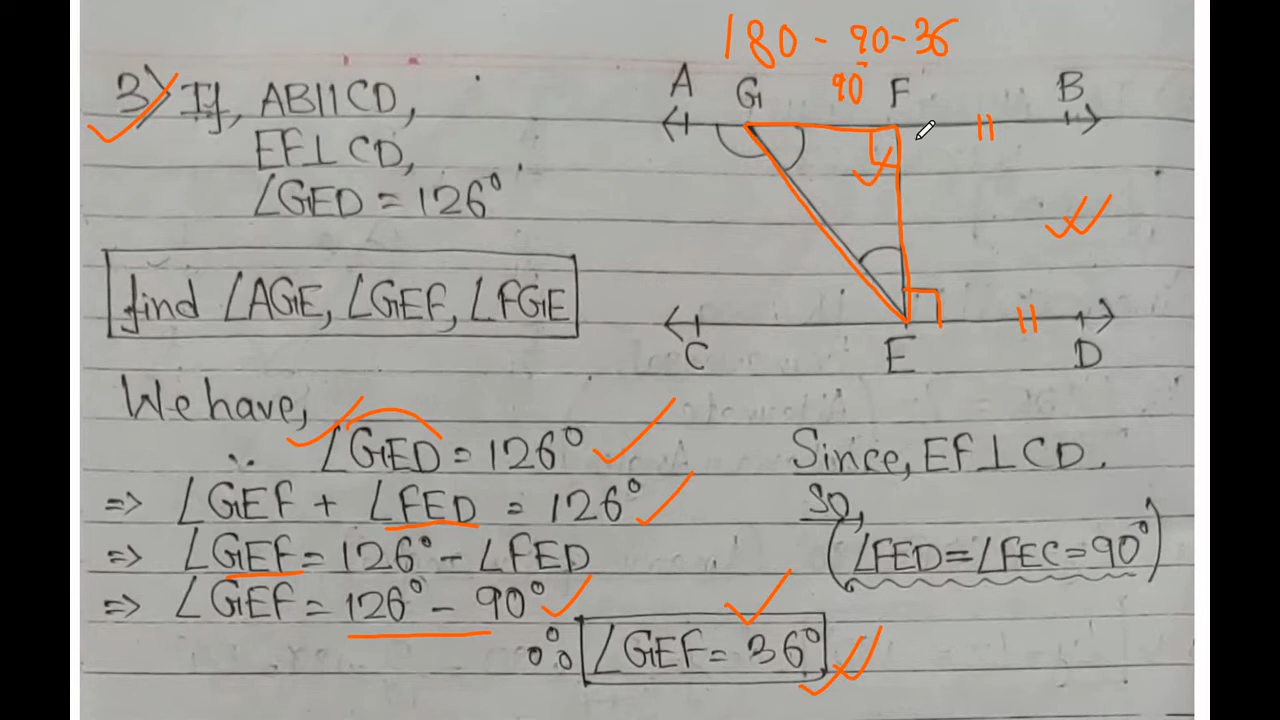 180 - 90 - 36
90
3) If, AB||CD,
EF⊥CD,
∠GED = 126°
find ∠AGE, ∠GEF, ∠FGE
A G F B
C E D
We have,
∴ ∠GED = 126°
⇒ ∠GEF + ∠FED = 126°
⇒ ∠GEF = 126° - ∠FED
⇒ ∠GEF = 126° - 90°
∴ ∠GEF = 36°
Since, EF⊥CD.
So,
(∠FED = ∠FEC = 90°)